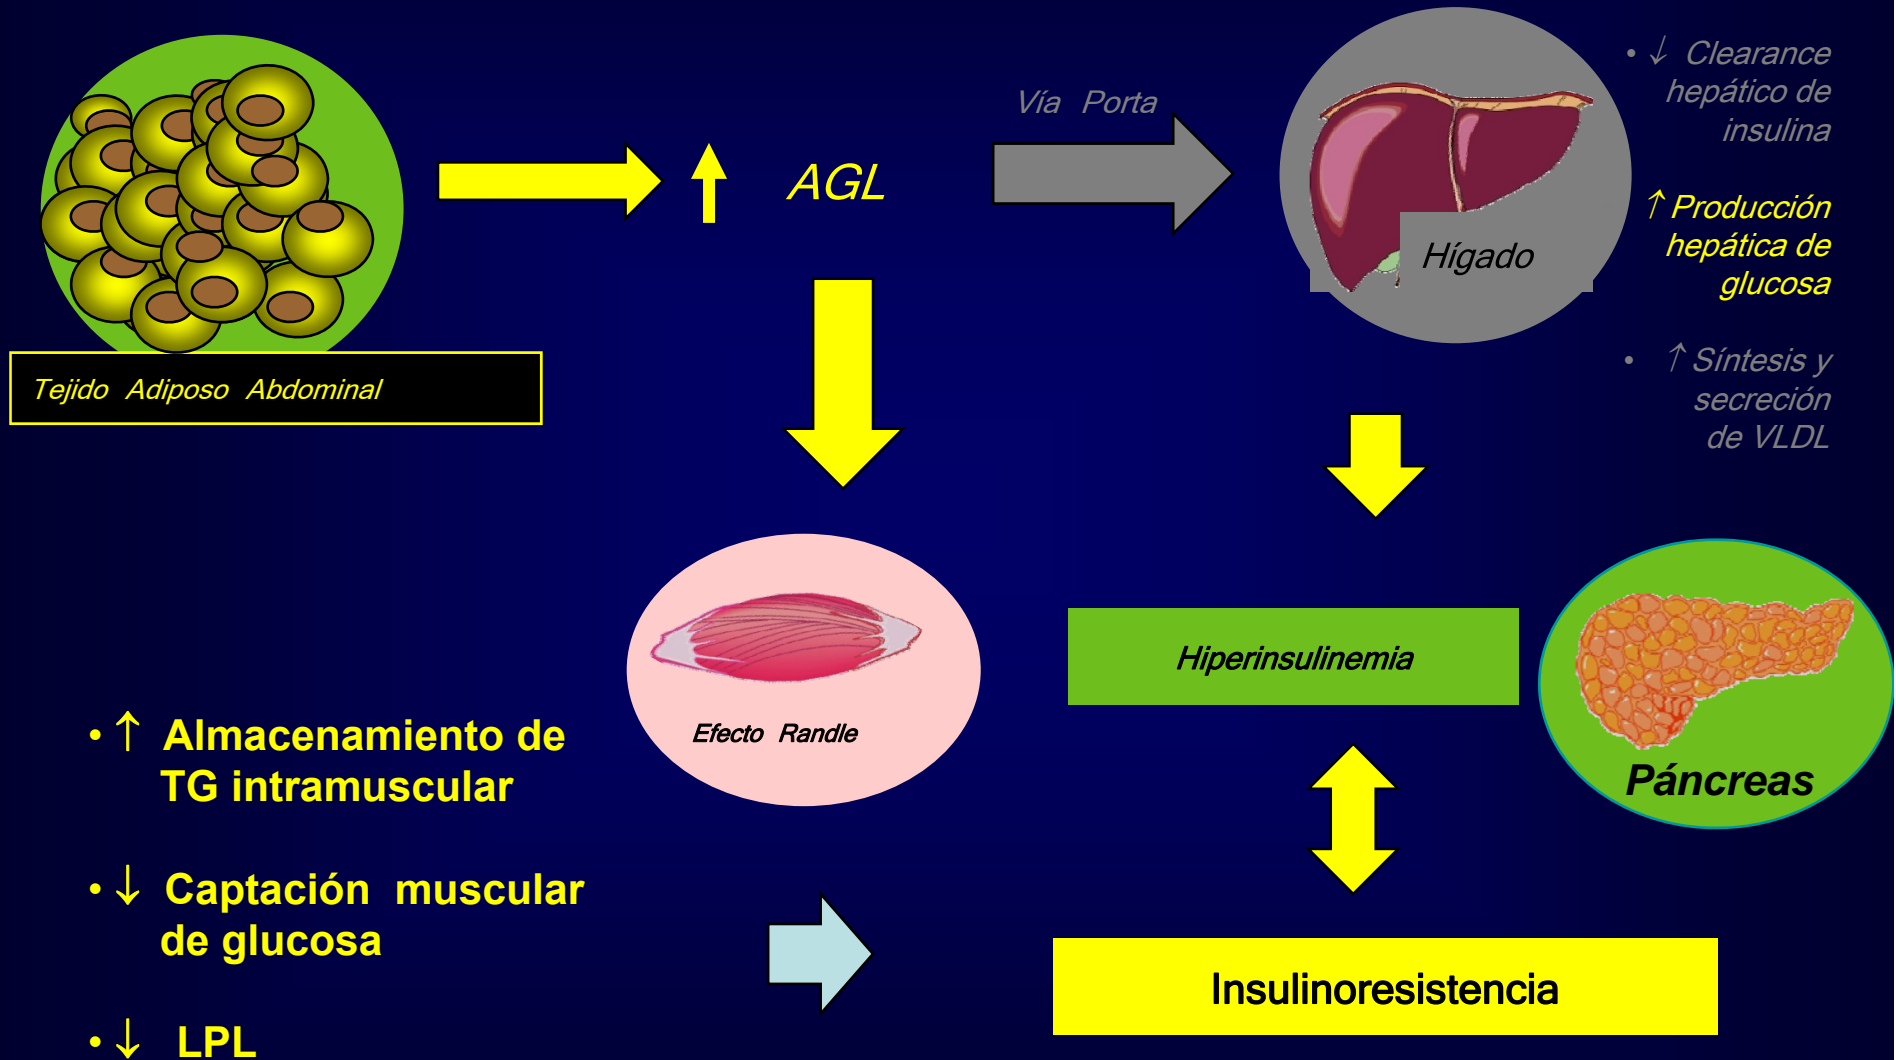 Vía Porta
• ↓ Clearance
hepático de
insulina
↑ AGL
↑ Producción
hepática de
glucosa
Hígado
• ↑ Síntesis y
secreción
de VLDL
Tejido Adiposo Abdominal
Hiperinsulinemia
Efecto Randle
Páncreas
• ↑ Almacenamiento de
TG intramuscular
• ↓ Captación muscular
de glucosa
• ↓ LPL
Insulinoresistencia